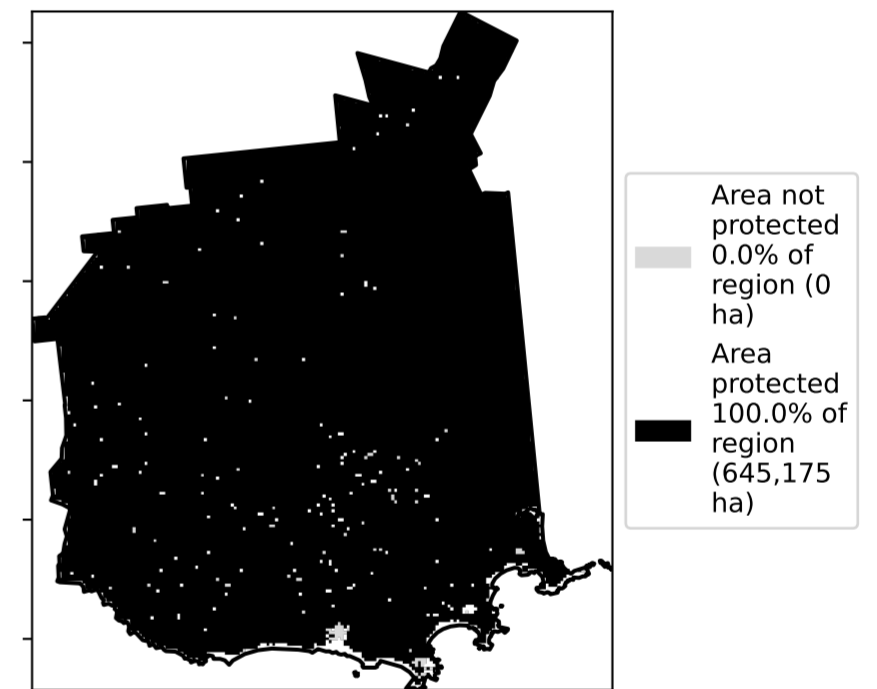 Area not
protected
0.0% of
region (0
ha)
Area
protected
100.0% of
region
(645,175
ha)